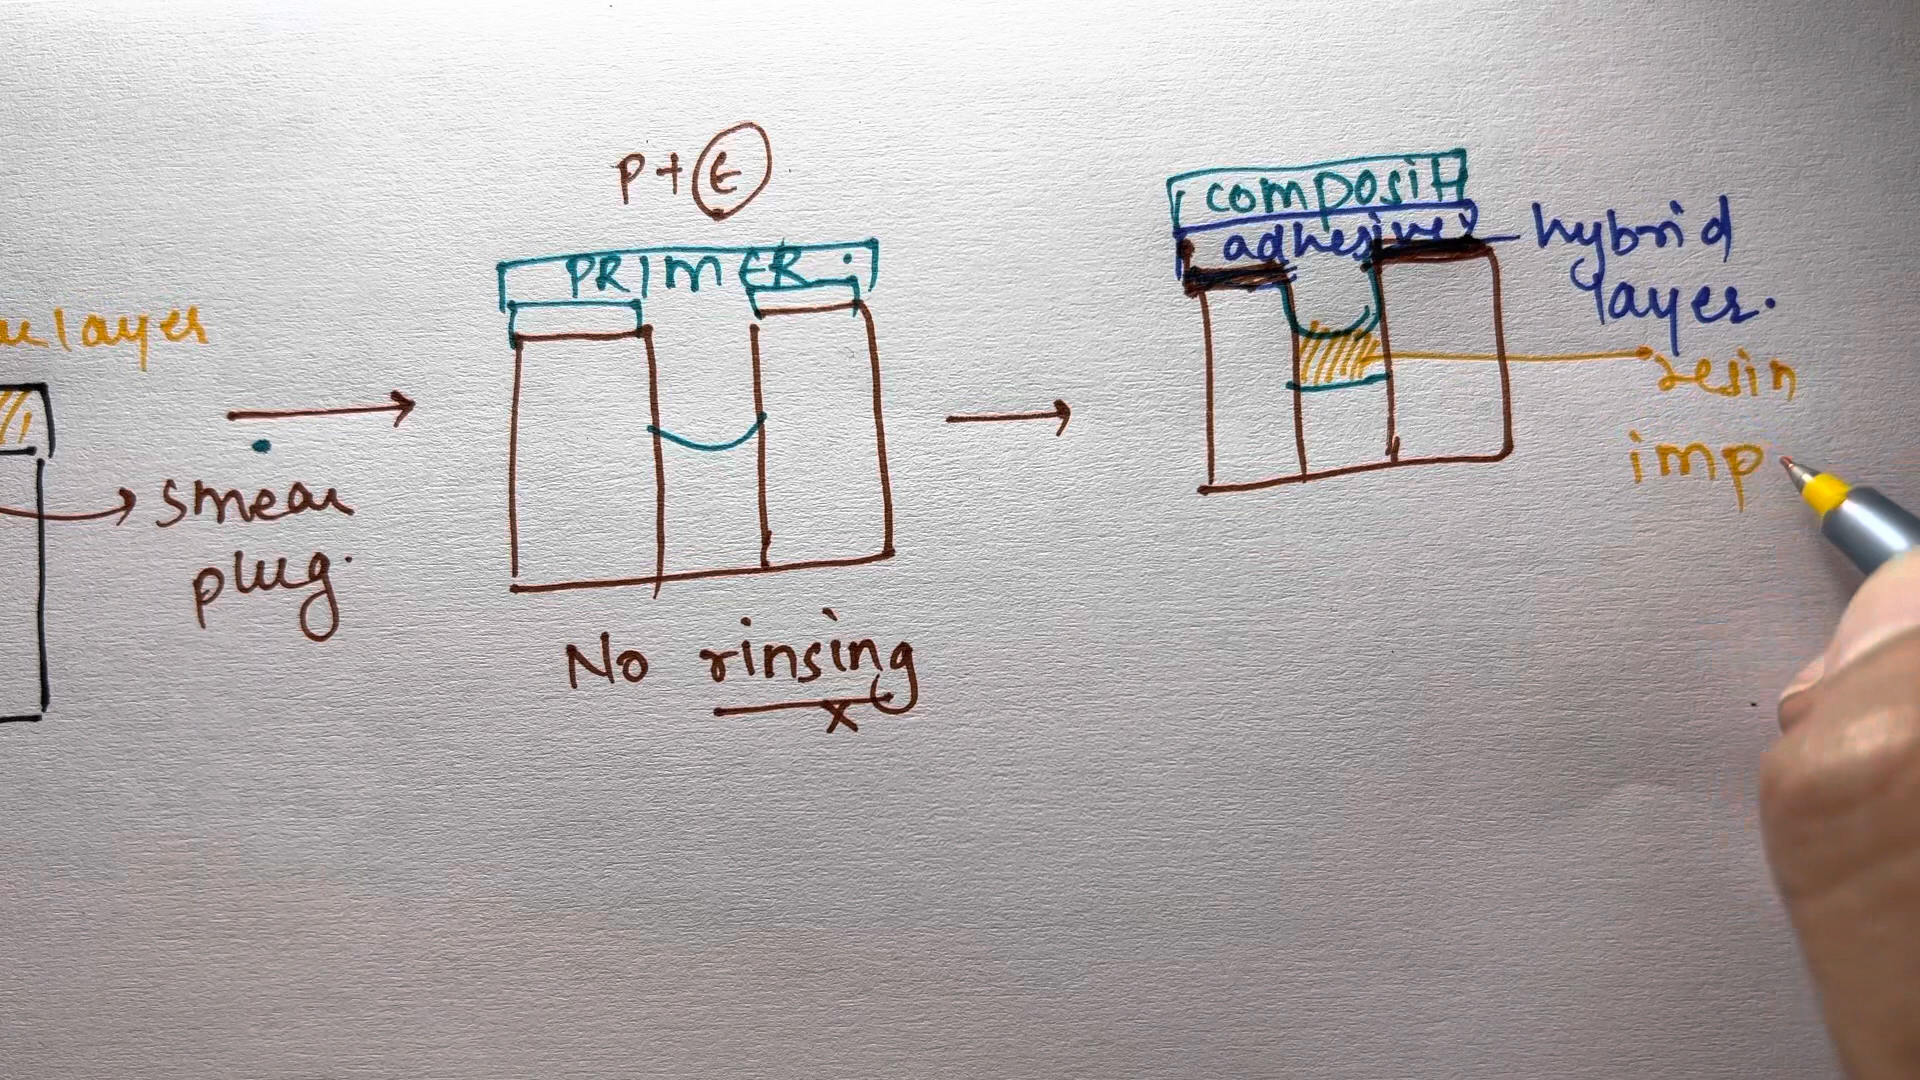 layer
smear
plug.
P + E
PRIMER.
No rinsing
x
composit
adhesive
hybrid
layer.
resin
imp